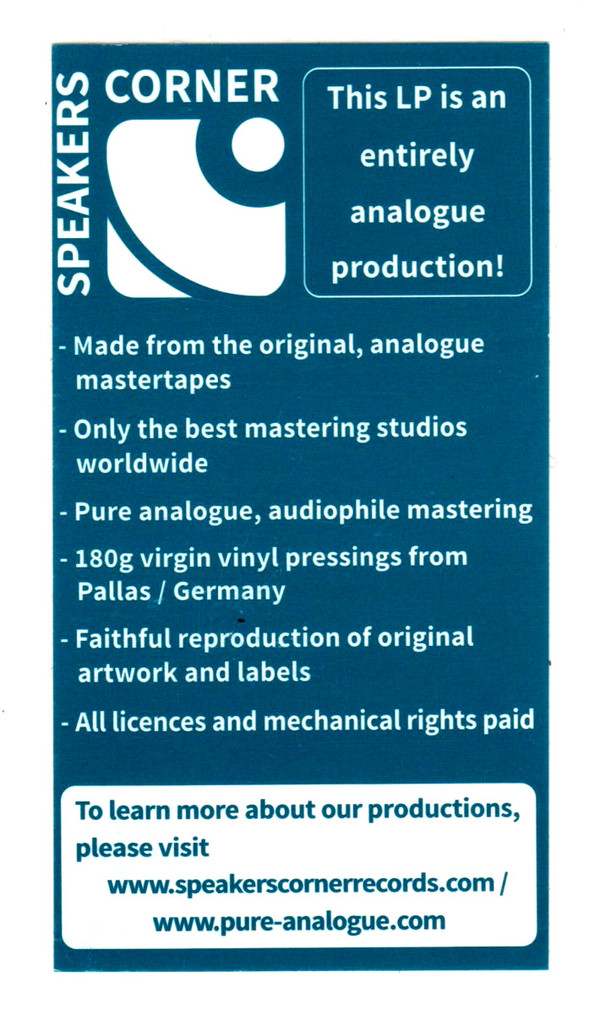 SPEAKERS
CORNER
This LP is an
entirely
analogue
production!
- Made from the original, analogue
mastertapes
- Only the best mastering studios
worldwide
- Pure analogue, audiophile mastering
- 180g virgin vinyl pressings from
Pallas / Germany
- Faithful reproduction of original
artwork and labels
- All licences and mechanical rights paid
To learn more about our productions,
please visit
www.speakerscornerrecords.com /
www.pure-analogue.com